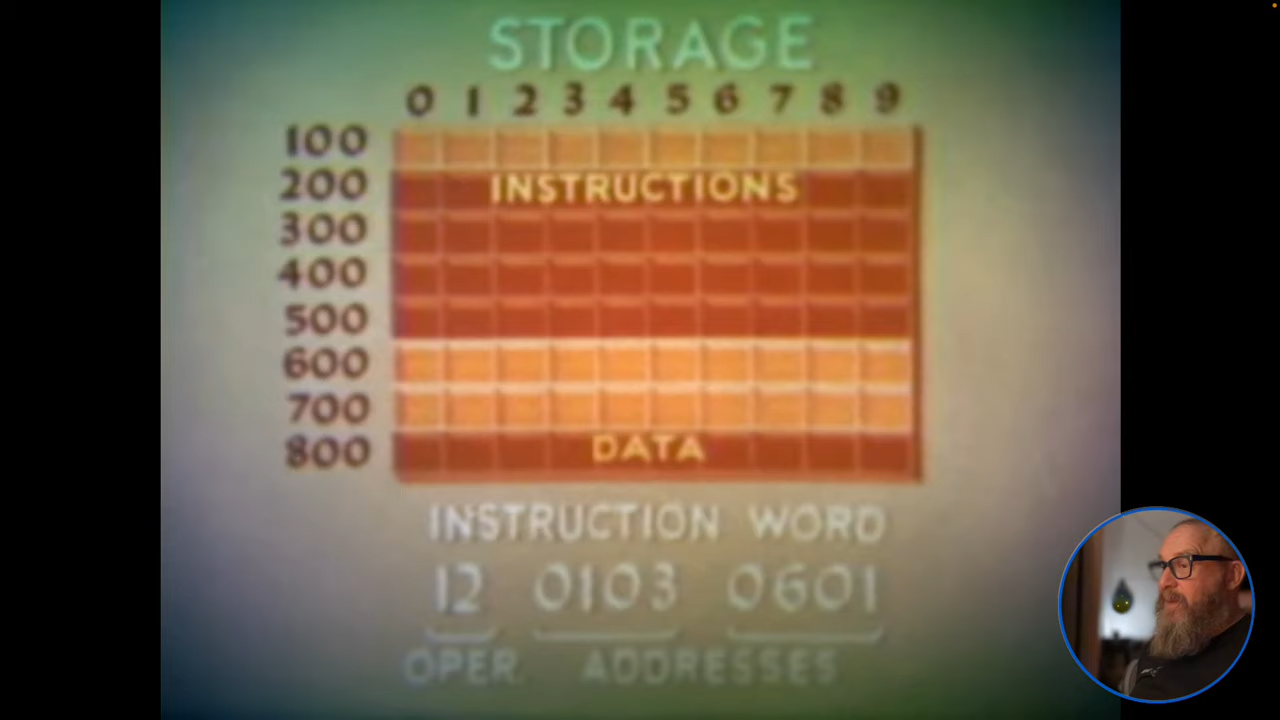 STORAGE
0 1 2 3 4 5 6 7 8 9
100
200 INSTRUCTIONS
300
400
500
600
700
800 DATA
INSTRUCTION WORD
12 0103 0601
OPER. ADDRESSES